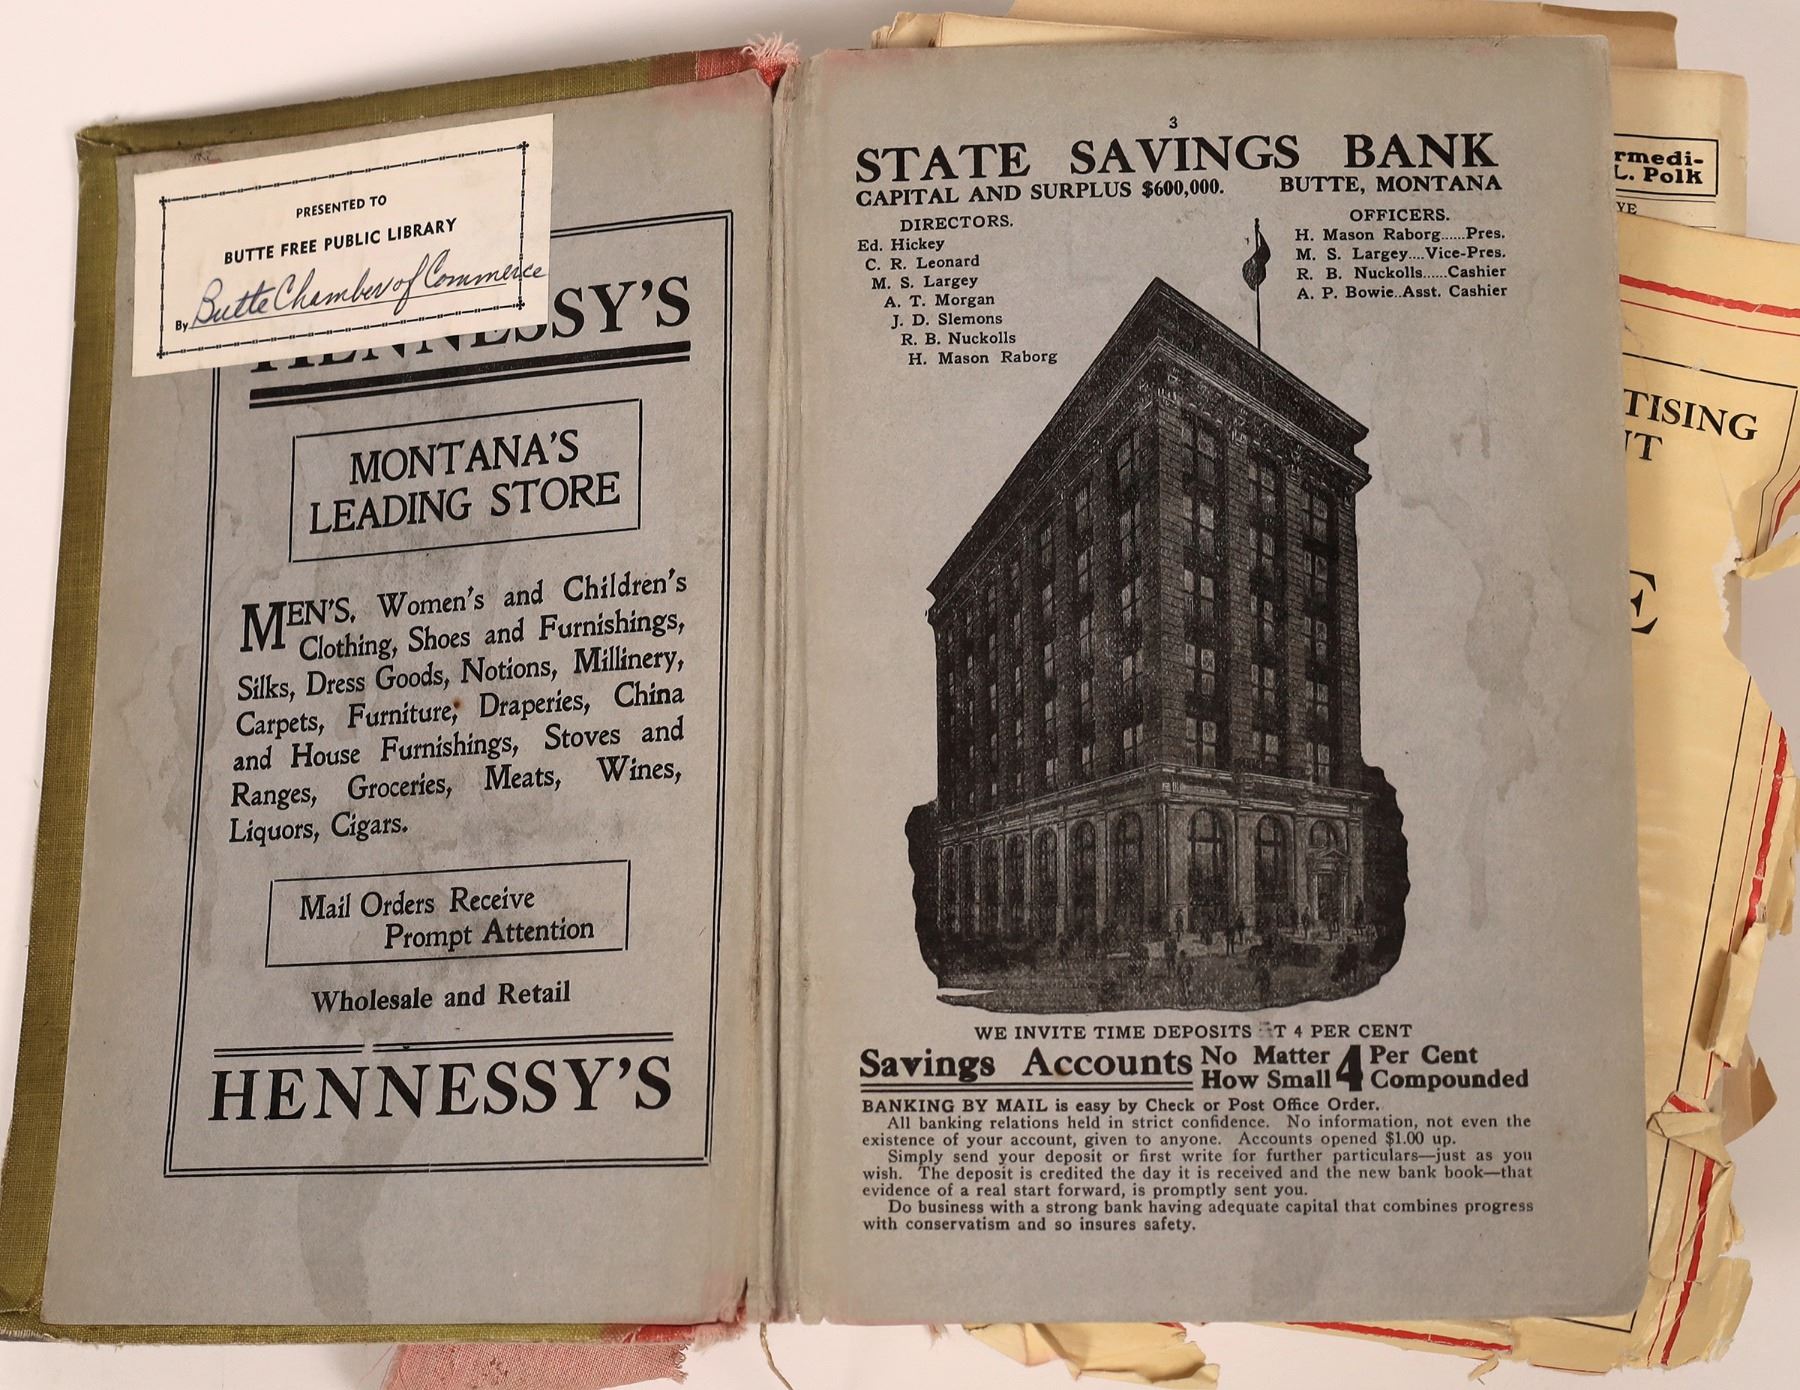 PRESENTED TO
BUTTE FREE PUBLIC LIBRARY
By Butte Chamber of Commerce
HENNESSY'S
MONTANA'S
LEADING STORE
MEN'S, Women's and Children's
Clothing, Shoes and Furnishings,
Silks, Dress Goods, Notions, Millinery,
Carpets, Furniture, Draperies, China
and House Furnishings, Stoves and
Ranges, Groceries, Meats, Wines,
Liquors, Cigars.
Mail Orders Receive
Prompt Attention
Wholesale and Retail
HENNESSY'S
3
STATE SAVINGS BANK
CAPITAL AND SURPLUS $600,000. BUTTE, MONTANA
DIRECTORS.
Ed. Hickey
C. R. Leonard
M. S. Largey
A. T. Morgan
J. D. Slemons
R. B. Nuckolls
H. Mason Raborg
OFFICERS.
H. Mason Raborg......Pres.
M. S. Largey....Vice-Pres.
R. B. Nuckolls......Cashier
A. P. Bowie..Asst. Cashier
WE INVITE TIME DEPOSITS T 4 PER CENT
Savings Accounts No Matter How Small 4 Per Cent Compounded
BANKING BY MAIL is easy by Check or Post Office Order.
All banking relations held in strict confidence. No information, not even the
existence of your account, given to anyone. Accounts opened $1.00 up.
Simply send your deposit or first write for further particulars—just as you
wish. The deposit is credited the day it is received and the new bank book—that
evidence of a real start forward, is promptly sent you.
Do business with a strong bank having adequate capital that combines progress
with conservatism and so insures safety.
rmedi-
L. Polk
YE
TISING
NT
E